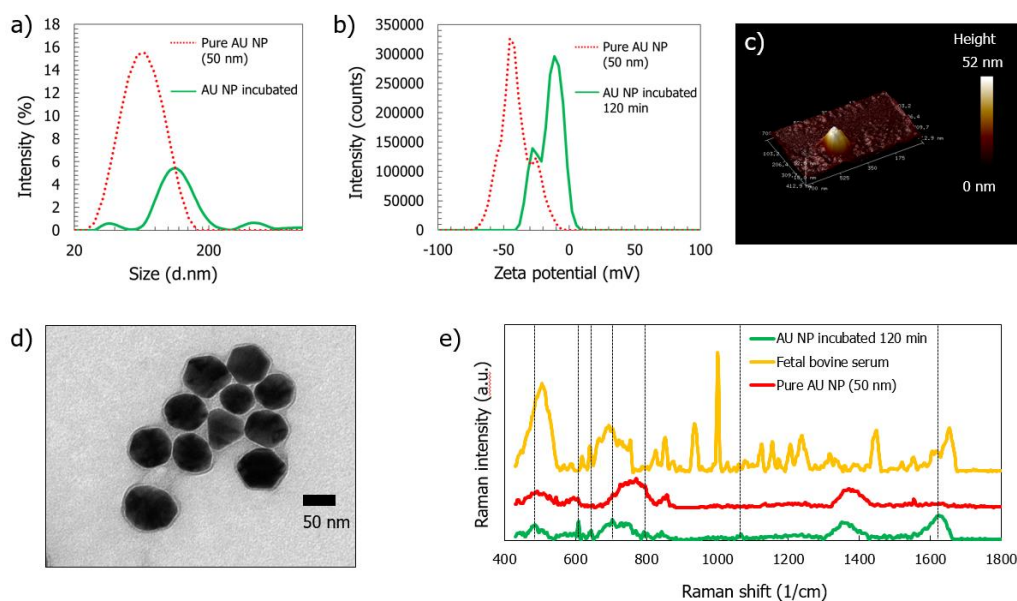 a)
18
16
14
12
10
8
6
4
2
0
Intensity (%)
Pure AU NP
(50 nm)
AU NP incubated
20
200
Size (d.nm)
b)
350000
300000
250000
200000
150000
100000
50000
0
Intensity (counts)
Pure AU NP
(50 nm)
AU NP incubated
120 min
-100
-50
0
50
100
Zeta potential (mV)
c)
Height
52 nm
0 nm
175
350
525
700 nm
d)
50 nm
e)
AU NP incubated 120 min
Fetal bovine serum
Pure AU NP (50 nm)
Raman intensity (a.u.)
400
600
800
1000
1200
1400
1600
1800
Raman shift (1/cm)